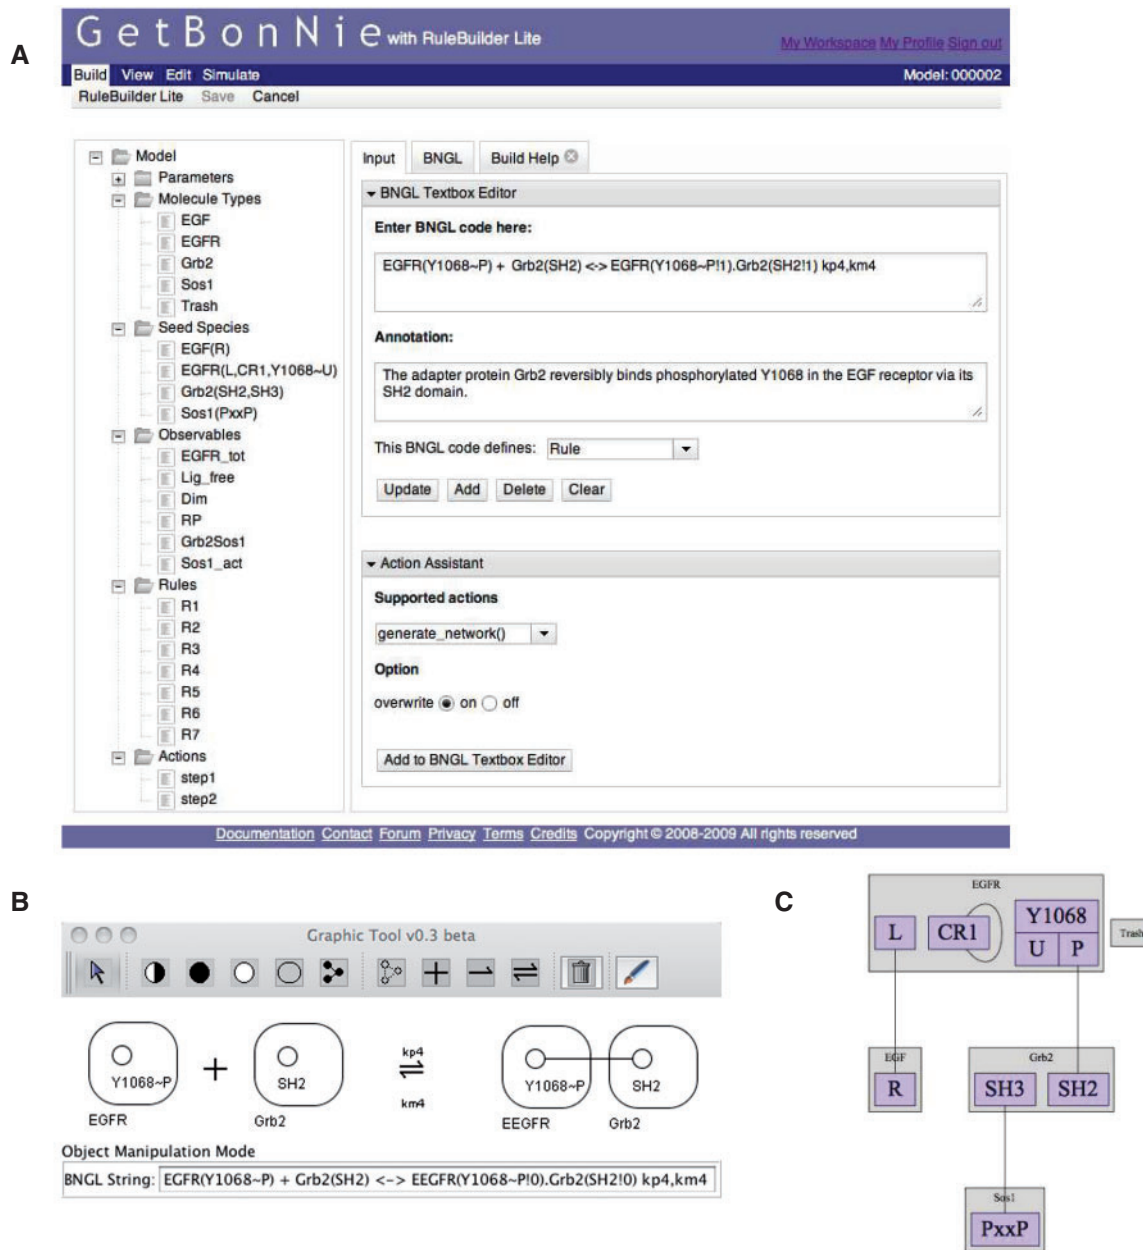 A
GetBonNie with RuleBuilder Lite
My Workspace My Profile Sign out
Build View Edit Simulate
Model: 000002
RuleBuilder Lite Save Cancel
Model
Parameters
Molecule Types
EGF
EGFR
Grb2
Sos1
Trash
Seed Species
EGF(R)
EGFR(L,CR1,Y1068~U)
Grb2(SH2,SH3)
Sos1(PxxP)
Observables
EGFR_tot
Lig_free
Dim
RP
Grb2Sos1
Sos1_act
Rules
R1
R2
R3
R4
R5
R6
R7
Actions
step1
step2
Input BNGL Build Help
BNGL Textbox Editor
Enter BNGL code here:
EGFR(Y1068~P) + Grb2(SH2) <-> EGFR(Y1068~P!1).Grb2(SH2!1) kp4,km4
Annotation:
The adapter protein Grb2 reversibly binds phosphorylated Y1068 in the EGF receptor via its
SH2 domain.
This BNGL code defines: Rule
Update Add Delete Clear
Action Assistant
Supported actions
generate_network()
Option
overwrite on off
Add to BNGL Textbox Editor
Documentation Contact Forum Privacy Terms Credits Copyright © 2008-2009 All rights reserved
B
Graphic Tool v0.3 beta
Y1068~P
EGFR
+
SH2
Grb2
kp4
⇌
km4
Y1068~P
EEGFR
SH2
Grb2
Object Manipulation Mode
BNGL String: EGFR(Y1068~P) + Grb2(SH2) <-> EEGFR(Y1068~P!0).Grb2(SH2!0) kp4,km4
C
EGFR
L CR1 Y1068
U P
Trash
EGF
R
Grb2
SH3 SH2
Sos1
PxxP